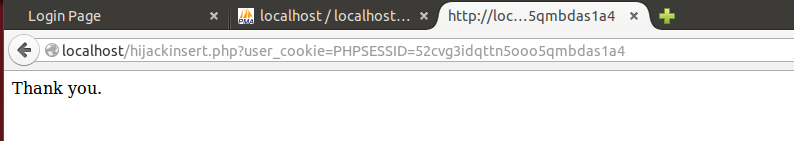 Login Page
localhost / localhost...
http://loc...5qmbdas1a4
localhost/hijackinsert.php?user_cookie=PHPSESSID=52cvg3idqttn5ooo5qmbdas1a4
Thank you.